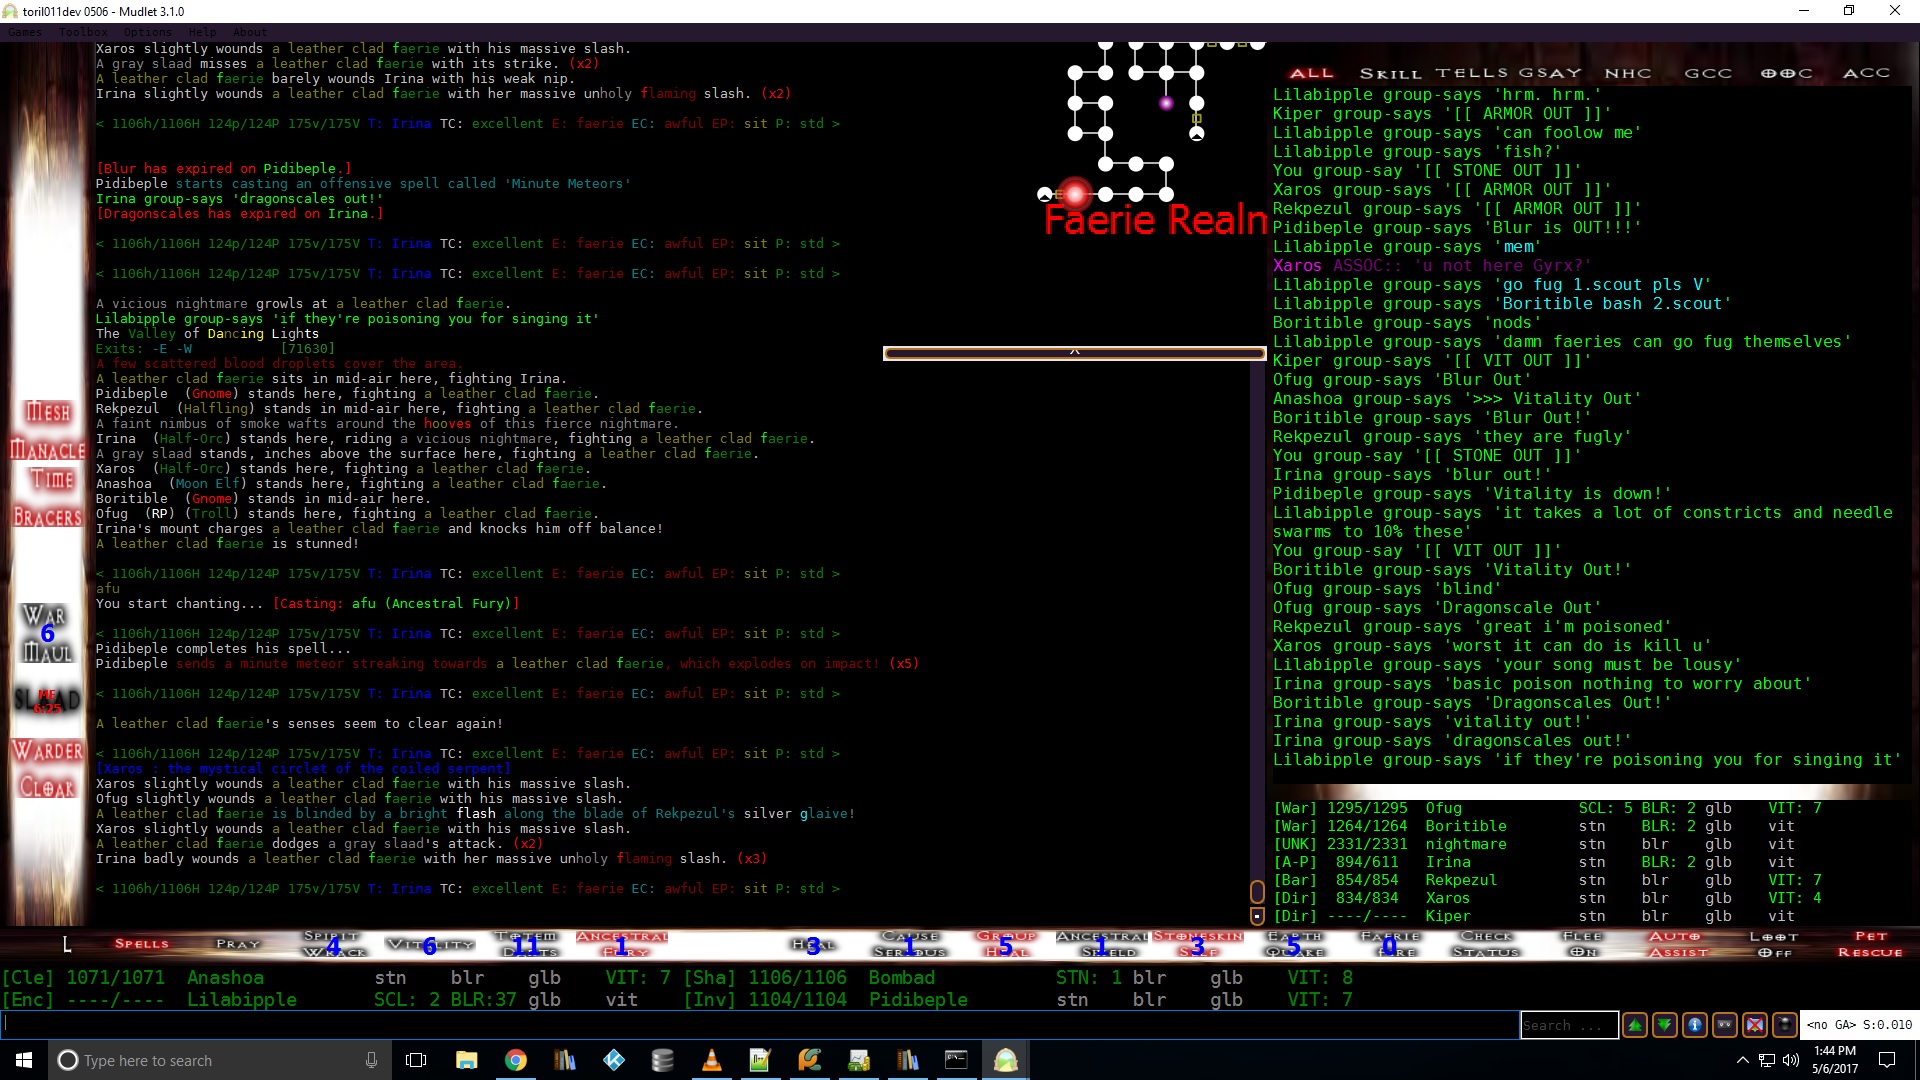 toril011dev 0506 - Mudlet 3.1.0
Games Toolbox Options Help About
Xaros slightly wounds a leather clad faerie with his massive slash.
A gray slaad misses a leather clad faerie with its strike. (x2)
A leather clad faerie barely wounds Irina with his weak nip.
Irina slightly wounds a leather clad faerie with her massive unholy flaming slash. (x2)
< 1106h/1106H 124p/124P 175v/175V T: Irina TC: excellent E: faerie EC: awful EP: sit P: std >
[Blur has expired on Pidibeple.]
Pidibeple starts casting an offensive spell called 'Minute Meteors'
Irina group-says 'dragonscales out!'
[Dragonscales has expired on Irina.]
< 1106h/1106H 124p/124P 175v/175V T: Irina TC: excellent E: faerie EC: awful EP: sit P: std >
< 1106h/1106H 124p/124P 175v/175V T: Irina TC: excellent E: faerie EC: awful EP: sit P: std >
A vicious nightmare growls at a leather clad faerie.
Lilabipple group-says 'if they're poisoning you for singing it'
The Valley of Dancing Lights
Exits: -E -W [71630]
A few scattered blood droplets cover the area.
A leather clad faerie sits in mid-air here, fighting Irina.
Pidibeple (Gnome) stands here, fighting a leather clad faerie.
Rekpezul (Halfling) stands in mid-air here, fighting a leather clad faerie.
A faint nimbus of smoke wafts around the hooves of this fierce nightmare.
Irina (Half-Orc) stands here, riding a vicious nightmare, fighting a leather clad faerie.
A gray slaad stands, inches above the surface here, fighting a leather clad faerie.
Xaros (Half-Orc) stands here, fighting a leather clad faerie.
Anashoa (Moon Elf) stands here, fighting a leather clad faerie.
Boritible (Gnome) stands in mid-air here.
Ofug (RP) (Troll) stands here, fighting a leather clad faerie.
Irina's mount charges a leather clad faerie and knocks him off balance!
A leather clad faerie is stunned!
< 1106h/1106H 124p/124P 175v/175V T: Irina TC: excellent E: faerie EC: awful EP: sit P: std >
afu
You start chanting... [Casting: afu (Ancestral Fury)]
< 1106h/1106H 124p/124P 175v/175V T: Irina TC: excellent E: faerie EC: awful EP: sit P: std >
Pidibeple completes his spell...
Pidibeple sends a minute meteor streaking towards a leather clad faerie, which explodes on impact! (x5)
< 1106h/1106H 124p/124P 175v/175V T: Irina TC: excellent E: faerie EC: awful EP: sit P: std >
A leather clad faerie's senses seem to clear again!
< 1106h/1106H 124p/124P 175v/175V T: Irina TC: excellent E: faerie EC: awful EP: sit P: std >
[Xaros : the mystical circlet of the coiled serpent]
Xaros slightly wounds a leather clad faerie with his massive slash.
Ofug slightly wounds a leather clad faerie with his massive slash.
A leather clad faerie is blinded by a bright flash along the blade of Rekpezul's silver glaive!
Xaros slightly wounds a leather clad faerie with his massive slash.
A leather clad faerie dodges a gray slaad's attack. (x2)
Irina badly wounds a leather clad faerie with her massive unholy flaming slash. (x3)
< 1106h/1106H 124p/124P 175v/175V T: Irina TC: excellent E: faerie EC: awful EP: sit P: std >
Mesh
Manacle
Time
Bracers
War
6
Maul
Slaad
ME
6:25
Warder
Cloak
Faerie Realm
All Skill Tells GSay NHC GCC OOC ACC
Lilabipple group-says 'hrm. hrm.'
Kiper group-says '[[ ARMOR OUT ]]'
Lilabipple group-says 'can foolow me'
Lilabipple group-says 'fish?'
You group-say '[[ STONE OUT ]]'
Xaros group-says '[[ ARMOR OUT ]]'
Rekpezul group-says '[[ ARMOR OUT ]]'
Pidibeple group-says 'Blur is OUT!!!'
Lilabipple group-says 'mem'
Xaros ASSOC:: 'u not here Gyrx?'
Lilabipple group-says 'go fug 1.scout pls V'
Lilabipple group-says 'Boritible bash 2.scout'
Boritible group-says 'nods'
Lilabipple group-says 'damn faeries can go fug themselves'
Kiper group-says '[[ VIT OUT ]]'
Ofug group-says 'Blur Out'
Anashoa group-says '>>> Vitality Out'
Boritible group-says 'Blur Out!'
Rekpezul group-says 'they are fugly'
You group-say '[[ STONE OUT ]]'
Irina group-says 'blur out!'
Pidibeple group-says 'Vitality is down!'
Lilabipple group-says 'it takes a lot of constricts and needle
swarms to 10% these'
You group-say '[[ VIT OUT ]]'
Boritible group-says 'Vitality Out!'
Ofug group-says 'blind'
Ofug group-says 'Dragonscale Out'
Rekpezul group-says 'great i'm poisoned'
Xaros group-says 'worst it can do is kill u'
Lilabipple group-says 'your song must be lousy'
Irina group-says 'basic poison nothing to worry about'
Boritible group-says 'Dragonscales Out!'
Irina group-says 'vitality out!'
Irina group-says 'dragonscales out!'
Lilabipple group-says 'if they're poisoning you for singing it'
[War] 1295/1295 Ofug SCL: 5 BLR: 2 glb VIT: 7
[War] 1264/1264 Boritible stn BLR: 2 glb vit
[UNK] 2331/2331 nightmare stn blr glb vit
[A-P] 894/611 Irina stn BLR: 2 glb vit
[Bar] 854/854 Rekpezul stn blr glb VIT: 7
[Dir] 834/834 Xaros stn blr glb VIT: 4
[Dir] ----/---- Kiper stn blr glb vit
L Spells Pray Spirit Wrack 4 Vitality 6 Totem 11 Ancestral Fury 1 Heal 3 Cause Serious 1 Group Heal 5 Ancestral Shield 1 Stoneskin Self 3 Earth Quake 5 Faerie Fire 0 Check Status Flee On Auto Assist Loot Off Pet Rescue
[Cle] 1071/1071 Anashoa stn blr glb VIT: 7 [Sha] 1106/1106 Bombad STN: 1 blr glb VIT: 8
[Enc] ----/---- Lilabipple SCL: 2 BLR:37 glb vit [Inv] 1104/1104 Pidibeple stn blr glb VIT: 7
Search ...
<no GA> S:0.010
Type here to search
1:44 PM
5/6/2017